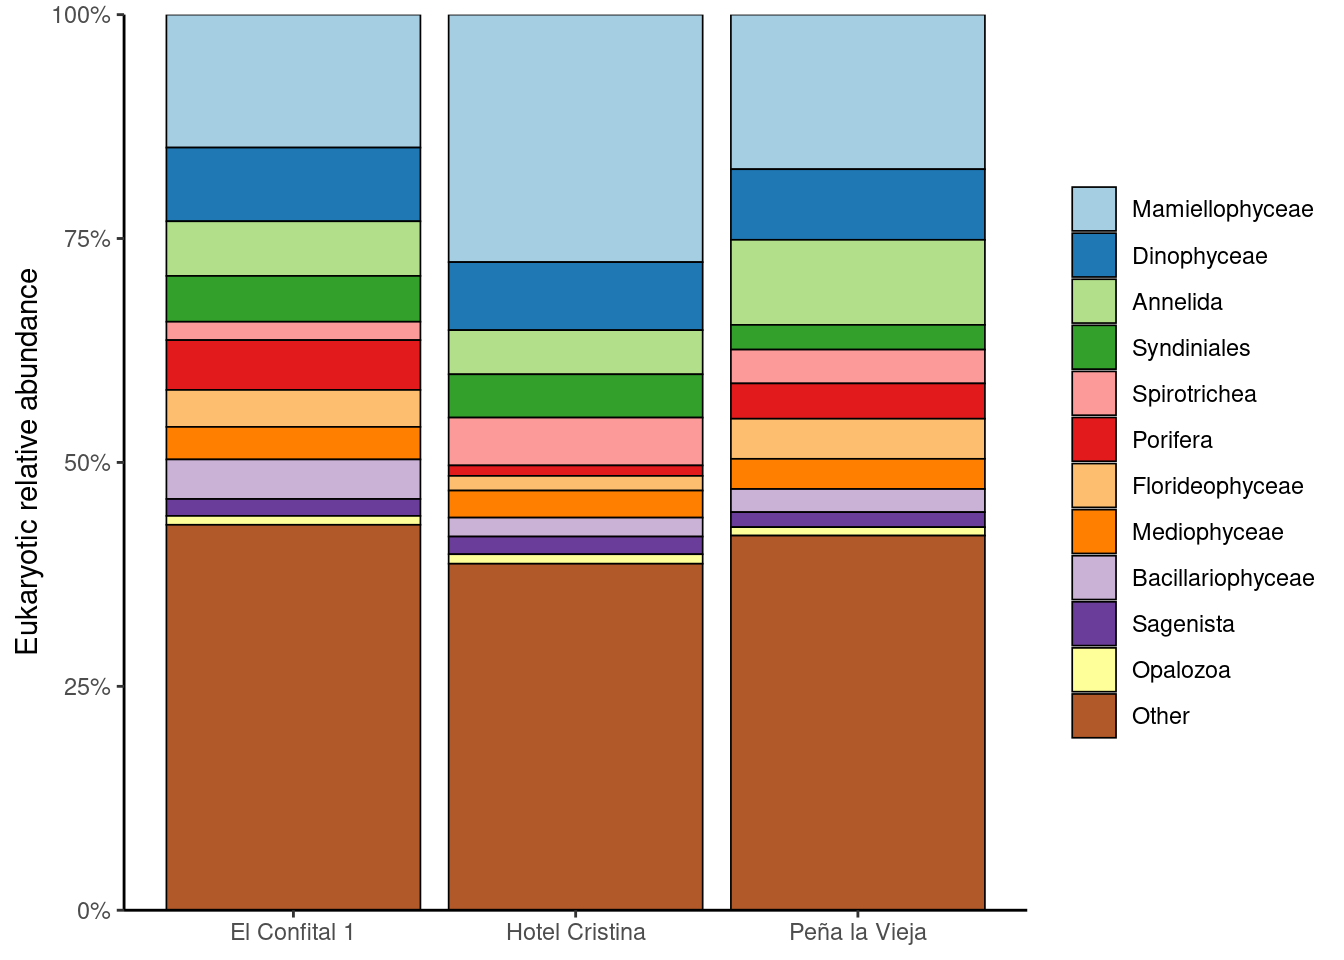 100%
75%
50%
25%
0%
Eukaryotic relative abundance
El Confital 1
Hotel Cristina
Peña la Vieja
Mamiellophyceae
Dinophyceae
Annelida
Syndiniales
Spirotrichea
Porifera
Florideophyceae
Mediophyceae
Bacillariophyceae
Sagenista
Opalozoa
Other